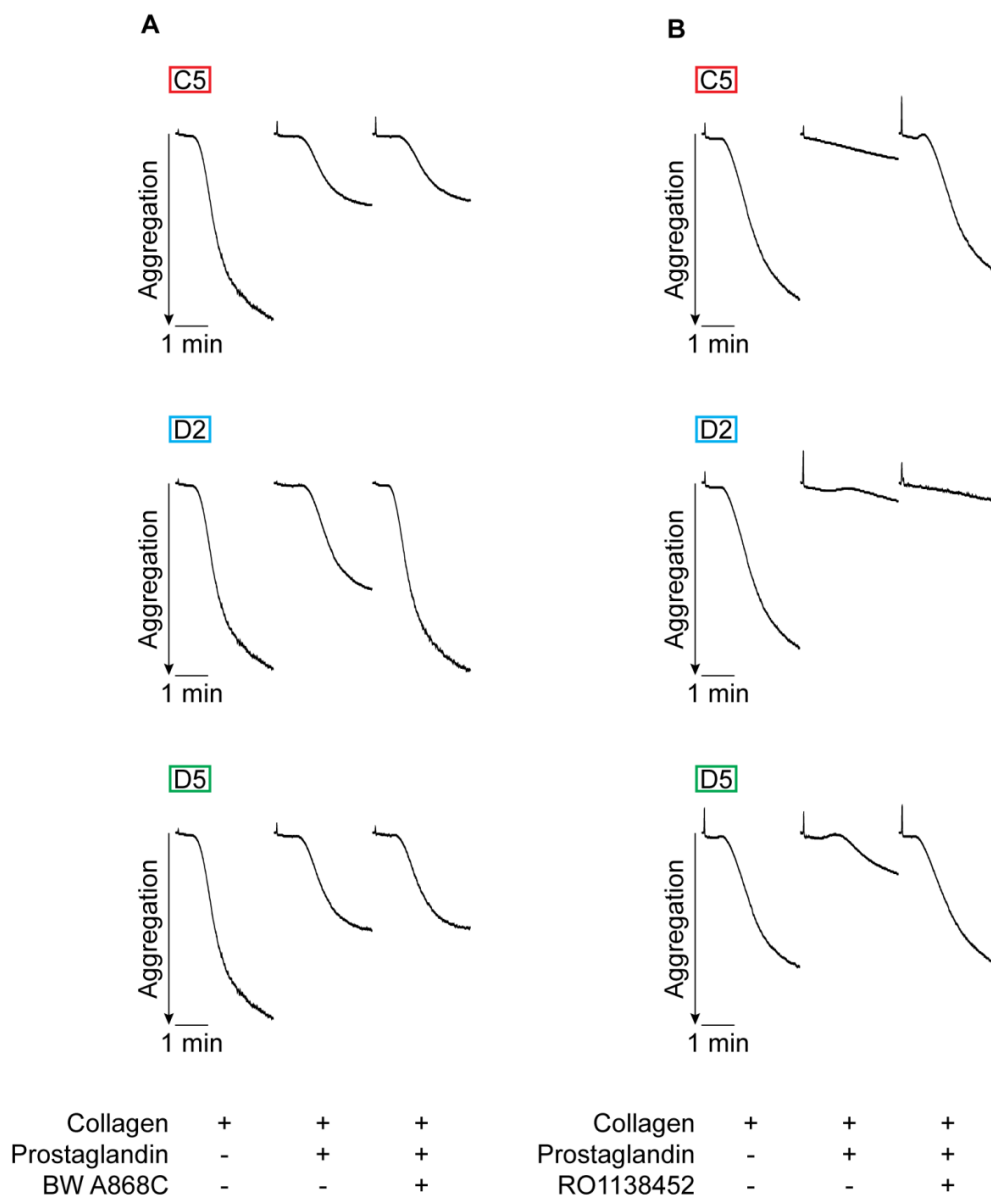 A
B
C5
C5
Aggregation
Aggregation
1 min
1 min
D2
D2
Aggregation
Aggregation
1 min
1 min
D5
D5
Aggregation
Aggregation
1 min
1 min
Collagen + + +
Prostaglandin - + +
BW A868C - - +
Collagen + + +
Prostaglandin - + +
RO1138452 - - +